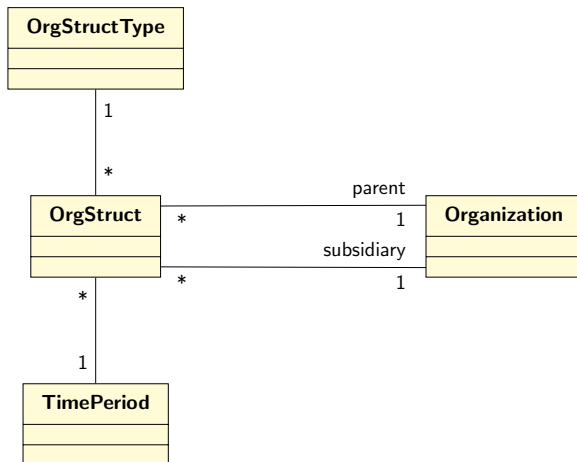 OrgStructType
1
*
parent
OrgStruct
*
1
Organization
subsidiary
*
1
*
1
TimePeriod